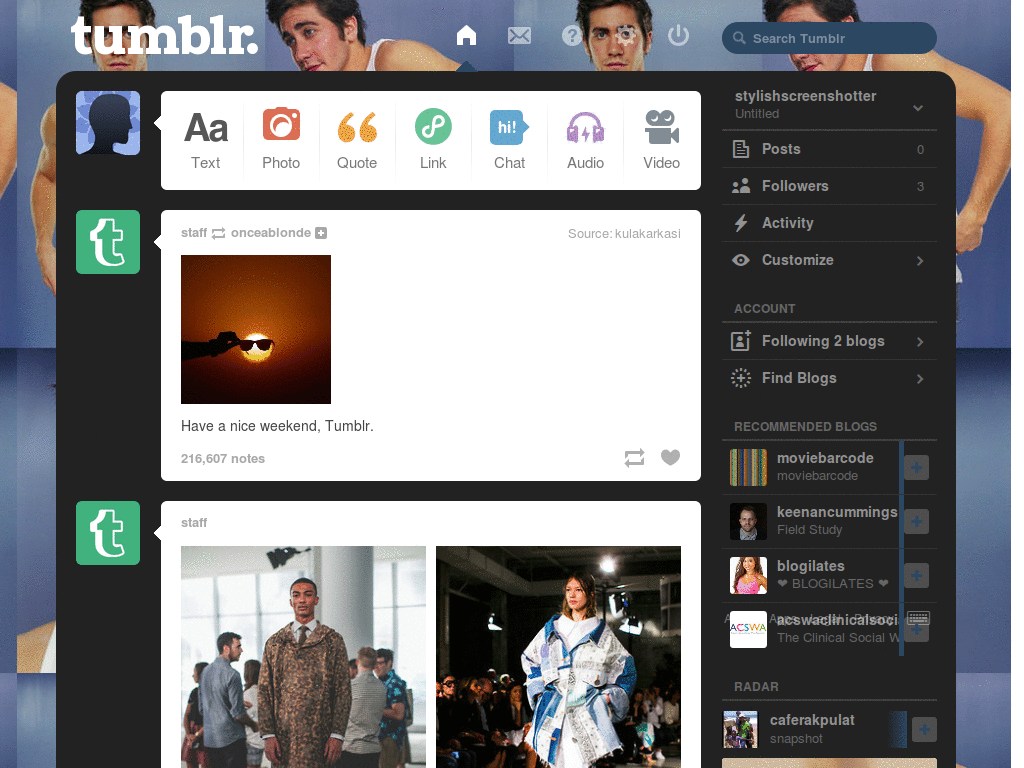 tumblr.
Search Tumblr
Aa
hi!
Text
Photo
Quote
Link
Chat
Audio
Video
staff onceablonde
Source: kulakarkasi
Have a nice weekend, Tumblr.
216,607 notes
staff
stylishscreenshotter
Untitled
Posts 0
Followers 3
Activity
Customize
ACCOUNT
Following 2 blogs
Find Blogs
RECOMMENDED BLOGS
moviebarcode
moviebarcode
keenancummings
Field Study
blogilates
❤ BLOGILATES ❤
ACSWA
The Clinical Social W
RADAR
caferakpulat
snapshot